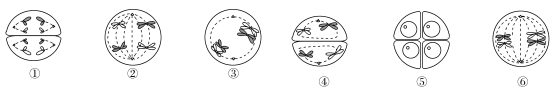 ① ② ③ ④ ⑤ ⑥